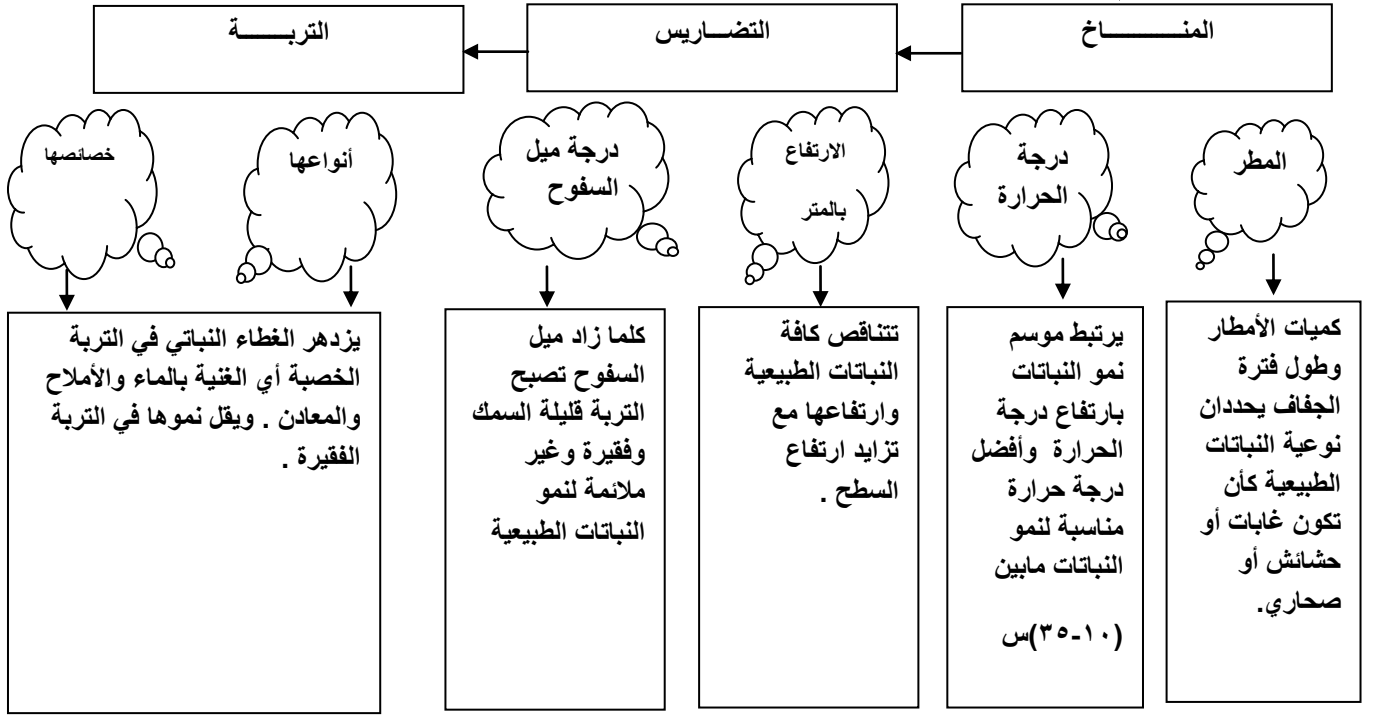 المنـــــــــاخ
التضـــاريس
التربـــــــة
المطر
درجة
الحرارة
الارتفاع
بالمتر
درجة ميل
السفوح
أنواعها
خصائصها
كميات الأمطار
وطول فترة
الجفاف يحددان
نوعية النباتات
الطبيعية كأن
تكون غابات أو
حشائش أو
صحاري.
يرتبط موسم
نمو النباتات
بارتفاع درجة
الحرارة وأفضل
درجة حرارة
مناسبة لنمو
النباتات مابين
(١٠-٣٥)س
تتناقص كافة
النباتات الطبيعية
وارتفاعها مع
تزايد ارتفاع
السطح .
كلما زاد ميل
السفوح تصبح
التربة قليلة السمك
وفقيرة وغير
ملائمة لنمو
النباتات الطبيعية
يزدهر الغطاء النباتي في التربة
الخصبة أي الغنية بالماء والأملاح
والمعادن . ويقل نموها في التربة
الفقيرة .